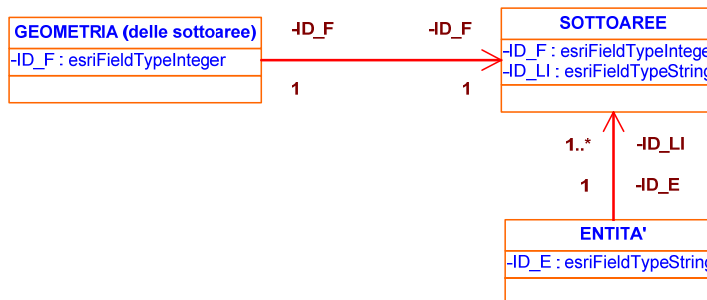 GEOMETRIA (delle sottoaree)
-ID_F : esriFieldTypeInteger
-ID_F
-ID_F
1
1
SOTTOAREE
-ID_F : esriFieldTypeInteg
-ID_LI : esriFieldTypeString
1..*
-ID_LI
1
-ID_E
ENTITA'
-ID_E : esriFieldTypeString